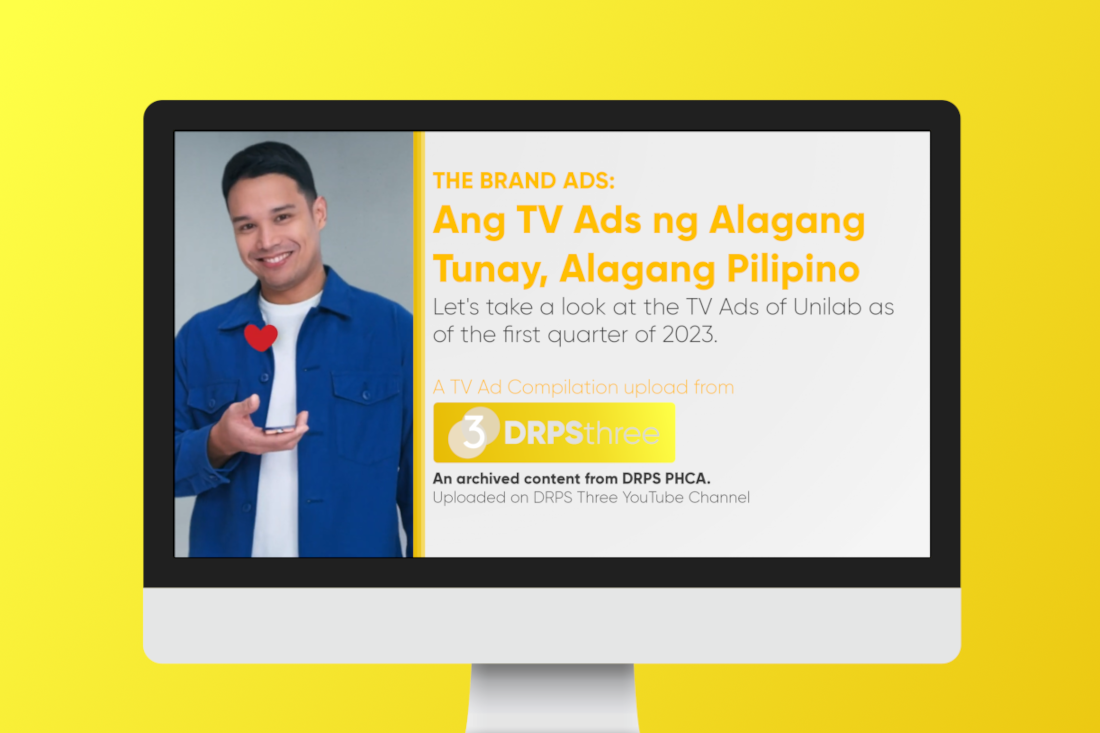 THE BRAND ADS:
Ang TV Ads ng Alagang
Tunay, Alagang Pilipino
Let's take a look at the TV Ads of Unilab as
of the first quarter of 2023.
A TV Ad Compilation upload from
3 DRPSthree
An archived content from DRPS PHCA.
Uploaded on DRPS Three YouTube Channel